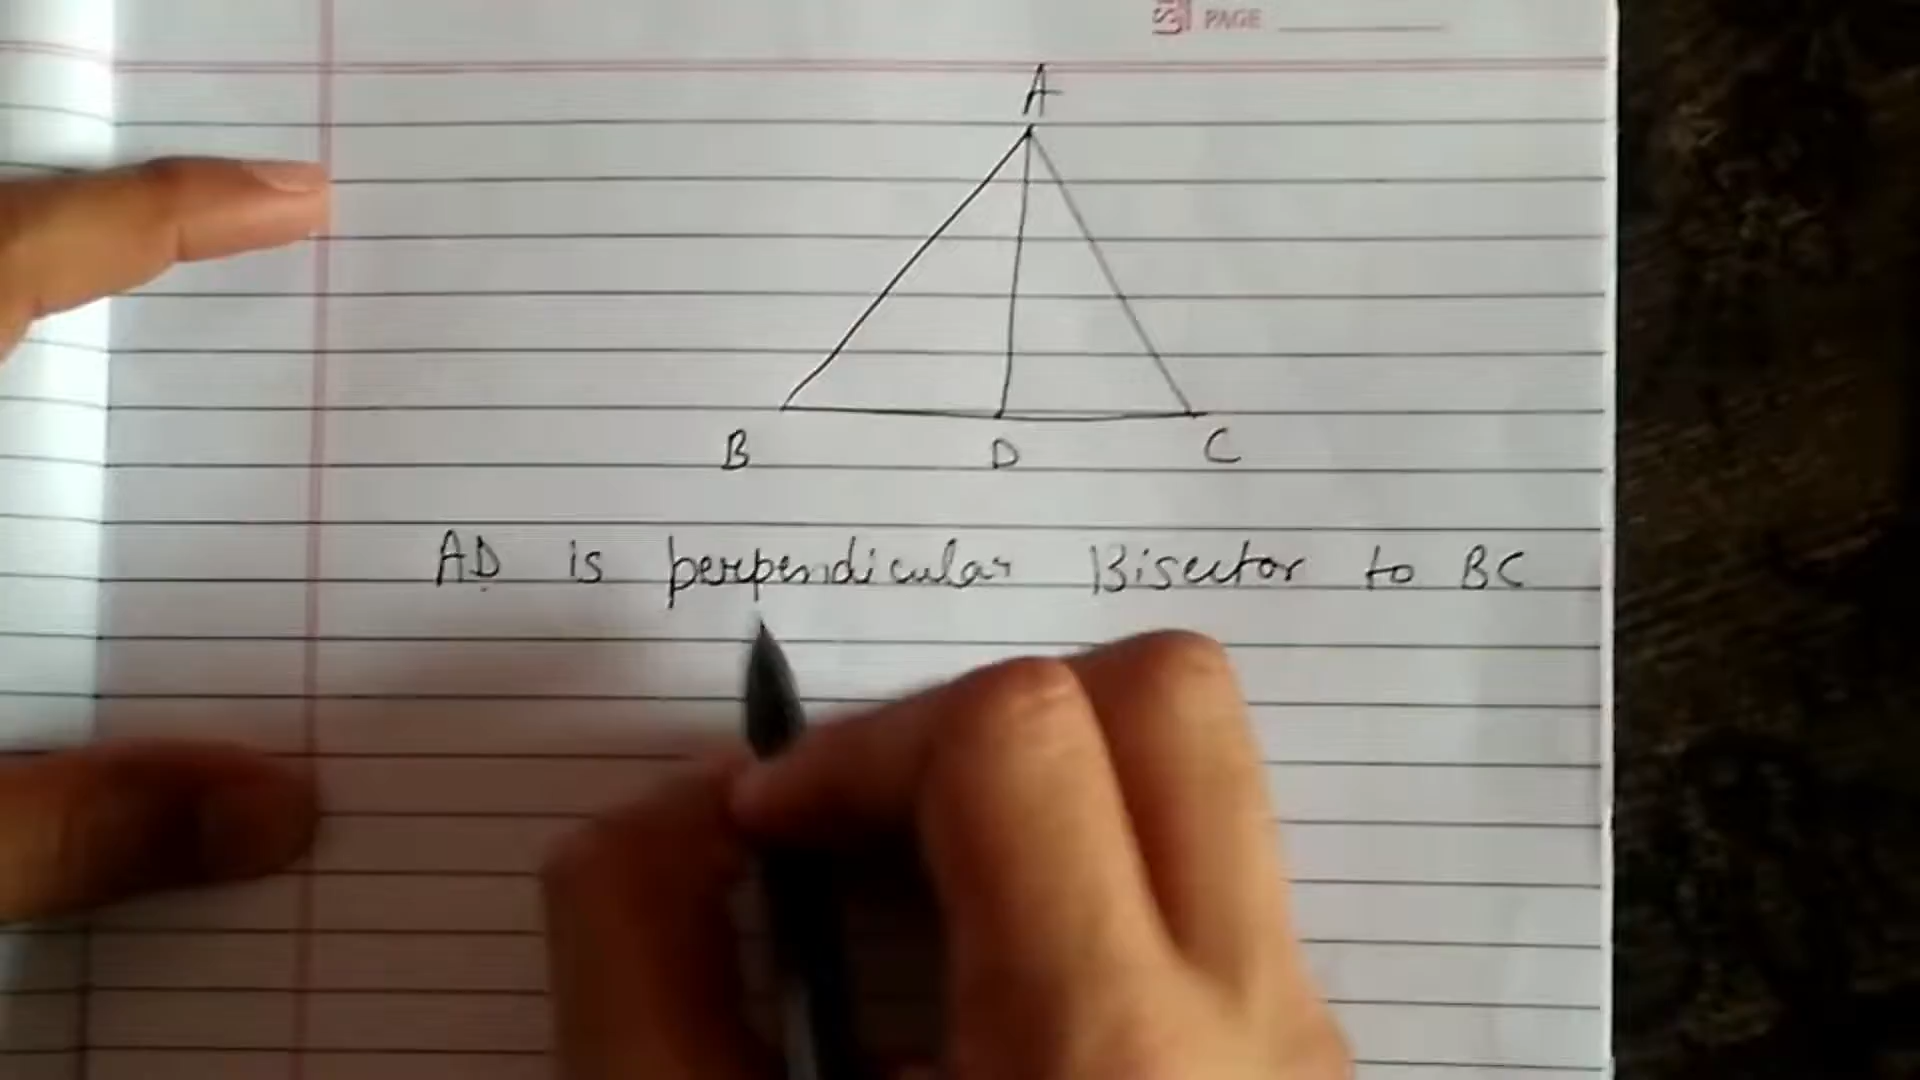 PAGE
A
B D C
AD is perpendicular Bisector to BC